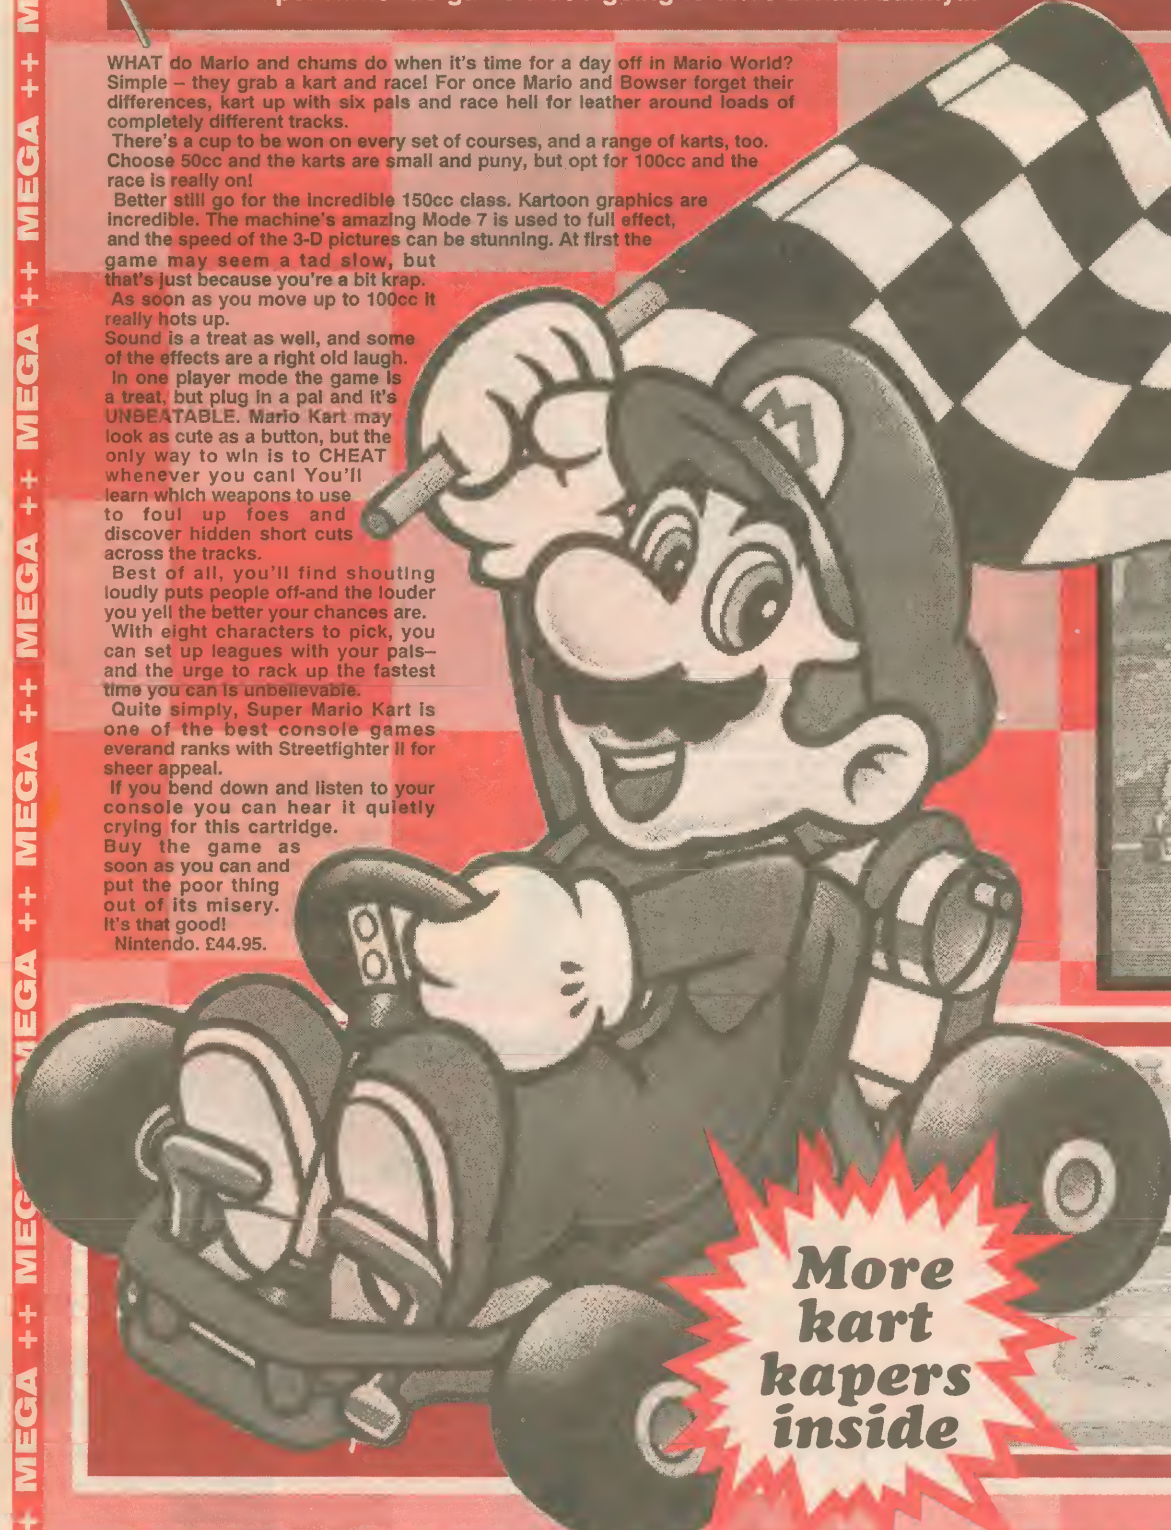 WHAT do Mario and chums do when it's time for a day off in Mario World?
Simple – they grab a kart and race! For once Mario and Bowser forget their
differences, kart up with six pals and race hell for leather around loads of
completely different tracks.
There's a cup to be won on every set of courses, and a range of karts, too.
Choose 50cc and the karts are small and puny, but opt for 100cc and the
race is really on!
Better still go for the incredible 150cc class. Kartoon graphics are
incredible. The machine's amazing Mode 7 is used to full effect,
and the speed of the 3-D pictures can be stunning. At first the
game may seem a tad slow, but
that's just because you're a bit krap.
As soon as you move up to 100cc it
really hots up.
Sound is a treat as well, and some
of the effects are a right old laugh.
In one player mode the game is
a treat, but plug in a pal and it's
UNBEATABLE. Mario Kart may
look as cute as a button, but the
only way to win is to CHEAT
whenever you can! You'll
learn which weapons to use
to foul up foes and
discover hidden short cuts
across the tracks.
Best of all, you'll find shouting
loudly puts people off-and the louder
you yell the better your chances are.
With eight characters to pick, you
can set up leagues with your pals–
and the urge to rack up the fastest
time you can is unbelievable.
Quite simply, Super Mario Kart is
one of the best console games
everand ranks with Streetfighter II for
sheer appeal.
If you bend down and listen to your
console you can hear it quietly
crying for this cartridge.
Buy the game as
soon as you can and
put the poor thing
out of its misery.
It's that good!
Nintendo. £44.95.
M
More
kart
kapers
inside
+ MEGA ++ MEGA ++ MEGA ++ MEGA ++ MEGA ++ MEGA ++ MEGA ++ M